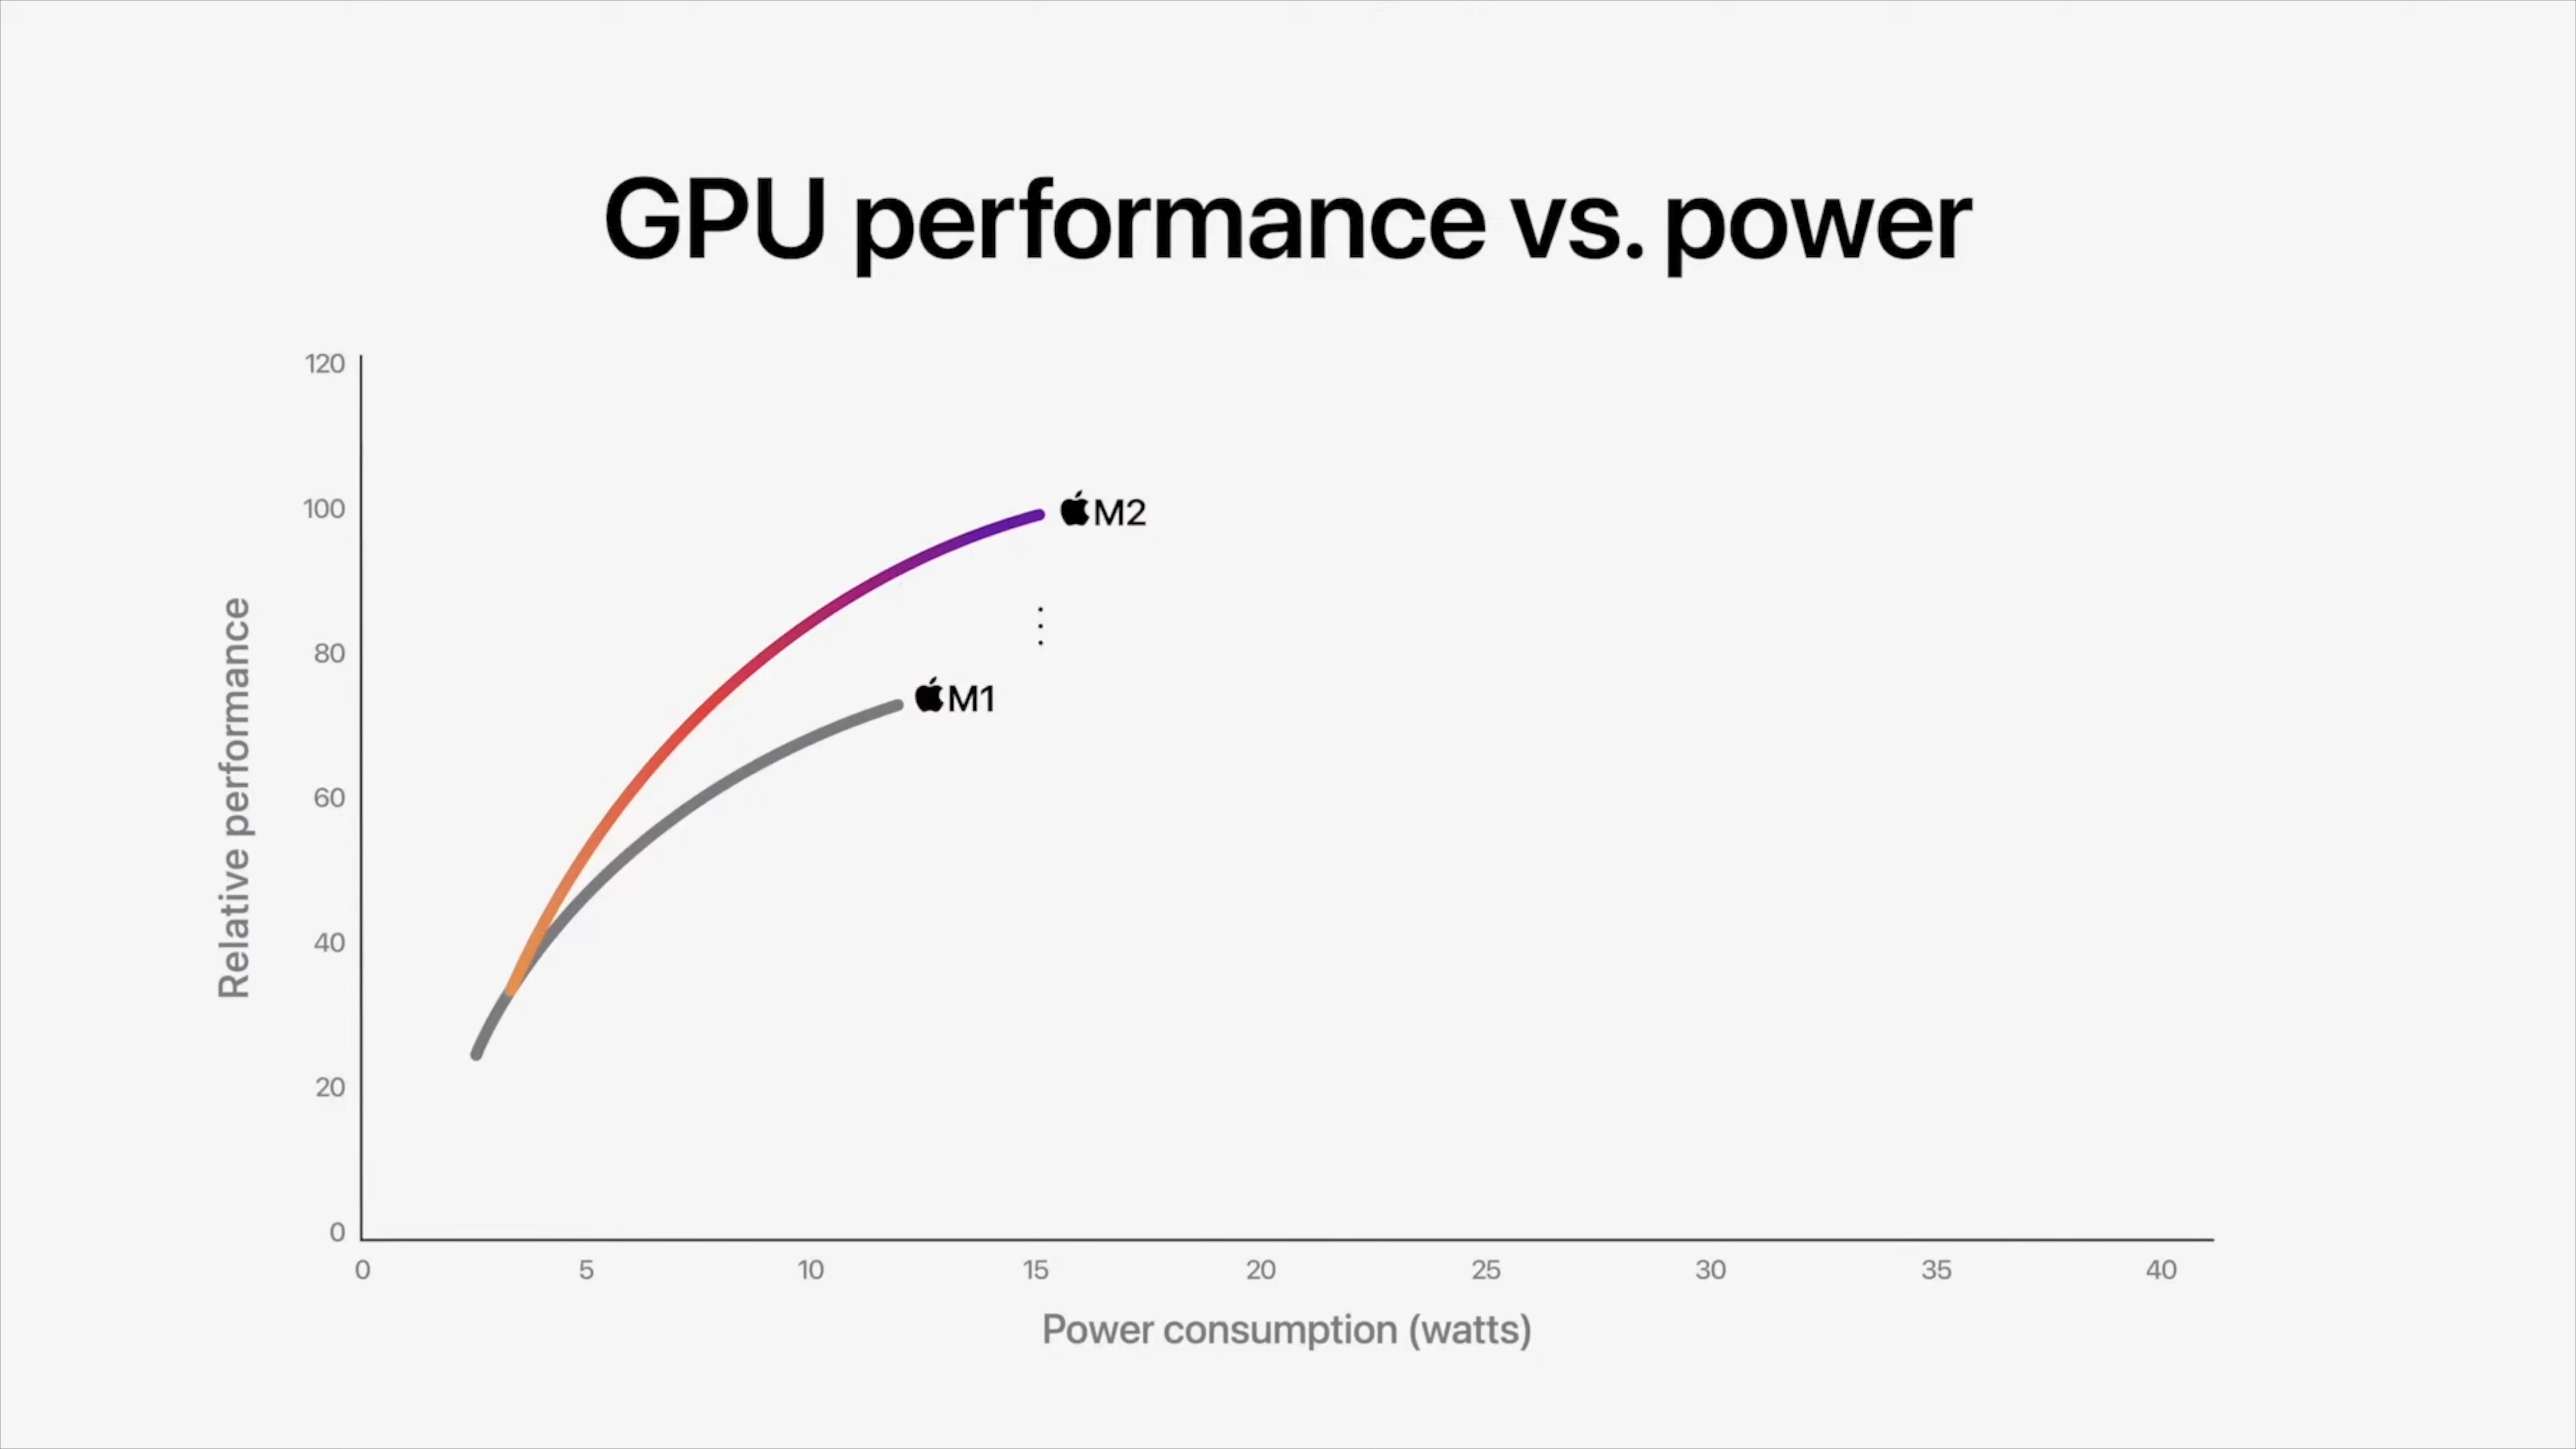 GPU performance vs. power
120
100
80
60
40
20
0
Relative performance
M2
M1
0 5 10 15 20 25 30 35 40
Power consumption (watts)